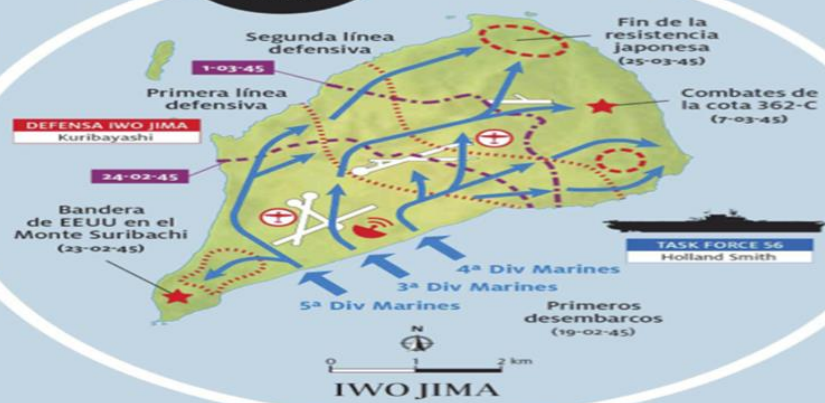 Segunda línea
defensiva
Fin de la
resistencia
japonesa
(25-03-45)
1-03-45
Primera línea
defensiva
Combates de
la cota 362-C
(7-03-45)
DEFENSA IWO JIMA
Kuribayashi
24-02-45
Bandera
de EEUU en el
Monte Suribachi
(23-02-45)
TASK FORCE 56
Holland Smith
4ª Div Marines
3ª Div Marines
5ª Div Marines
Primeros
desembarcos
(19-02-45)
N
0 1 2 km
IWO JIMA